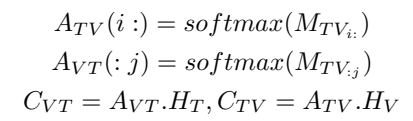 A_{TV}(i :) = softmax(M_{TV_{i:}})
A_{VT}(: j) = softmax(M_{TV_{:j}})
C_{VT} = A_{VT}.H_T, C_{TV} = A_{TV}.H_V